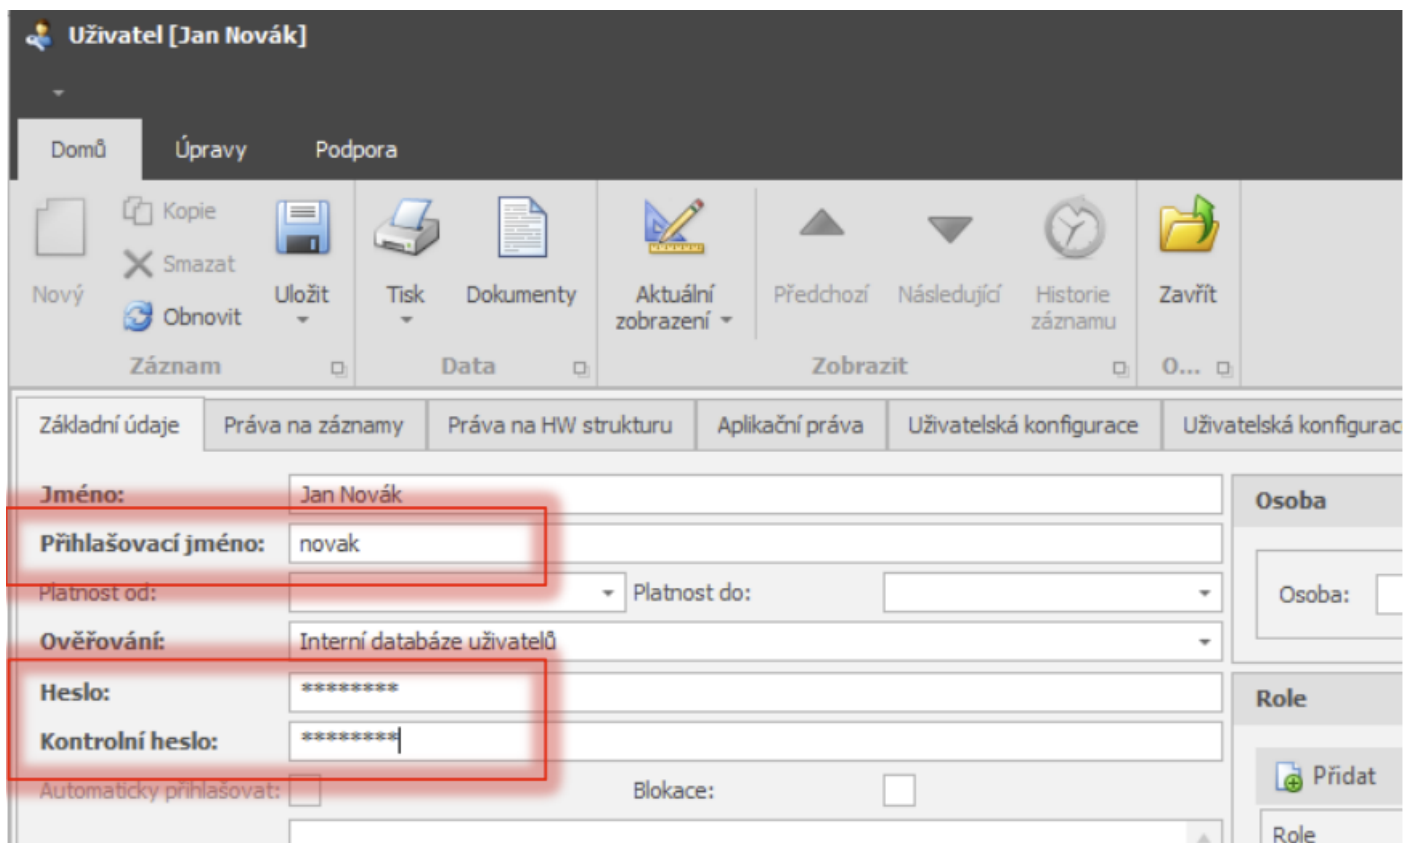 Uživatel [Jan Novák]
Domů Úpravy Podpora
Nový
Kopie
Smazat
Obnovit
Uložit
Tisk
Dokumenty
Aktuální
zobrazení
Předchozí
Následující
Historie
záznamu
Zavřít
Záznam Data Zobrazit O...
Základní údaje Práva na záznamy Práva na HW strukturu Aplikační práva Uživatelská konfigurace Uživatelská konfigurac
Jméno: Jan Novák
Přihlašovací jméno: novak
Platnost od: Platnost do:
Ověřování: Interní databáze uživatelů
Heslo: ********
Kontrolní heslo: ********
Automaticky přihlašovat: Blokace:
Osoba
Osoba:
Role
Přidat
Role